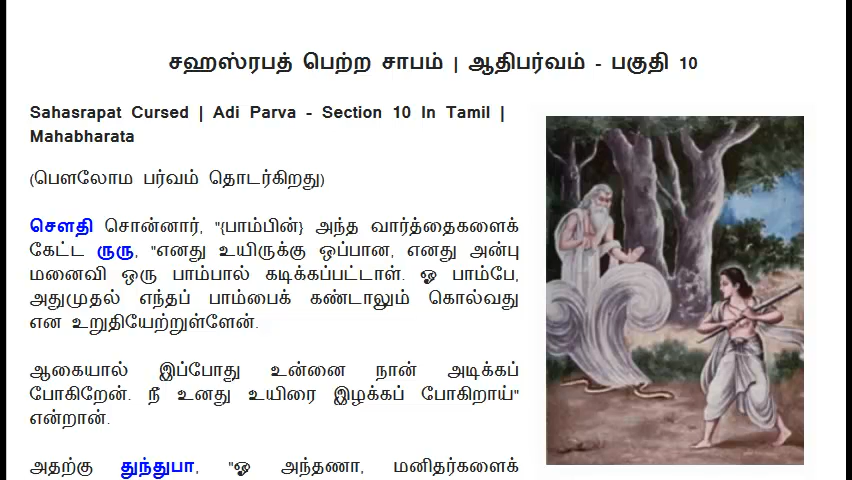 சஹஸ்ரபத் பெற்ற சாபம் | ஆதிபர்வம் - பகுதி 10
Sahasrapat Cursed | Adi Parva - Section 10 In Tamil |
Mahabharata
(பௌலோம பர்வம் தொடர்கிறது)
சௌதி சொன்னார், "{பாம்பின்} அந்த வார்த்தைகளைக்
கேட்ட ருரு, "எனது உயிருக்கு ஒப்பான, எனது அன்பு
மனைவி ஒரு பாம்பால் கடிக்கப்பட்டாள். ஓ பாம்பே,
அதுமுதல் எந்தப் பாம்பைக் கண்டாலும் கொல்வது
என உறுதியேற்றுள்ளேன்.
ஆகையால் இப்போது உன்னை நான் அடிக்கப்
போகிறேன். நீ உனது உயிரை இழக்கப் போகிறாய்"
என்றான்.
அதற்கு துந்துபா, "ஓ அந்தணா, மனிதர்களைக்